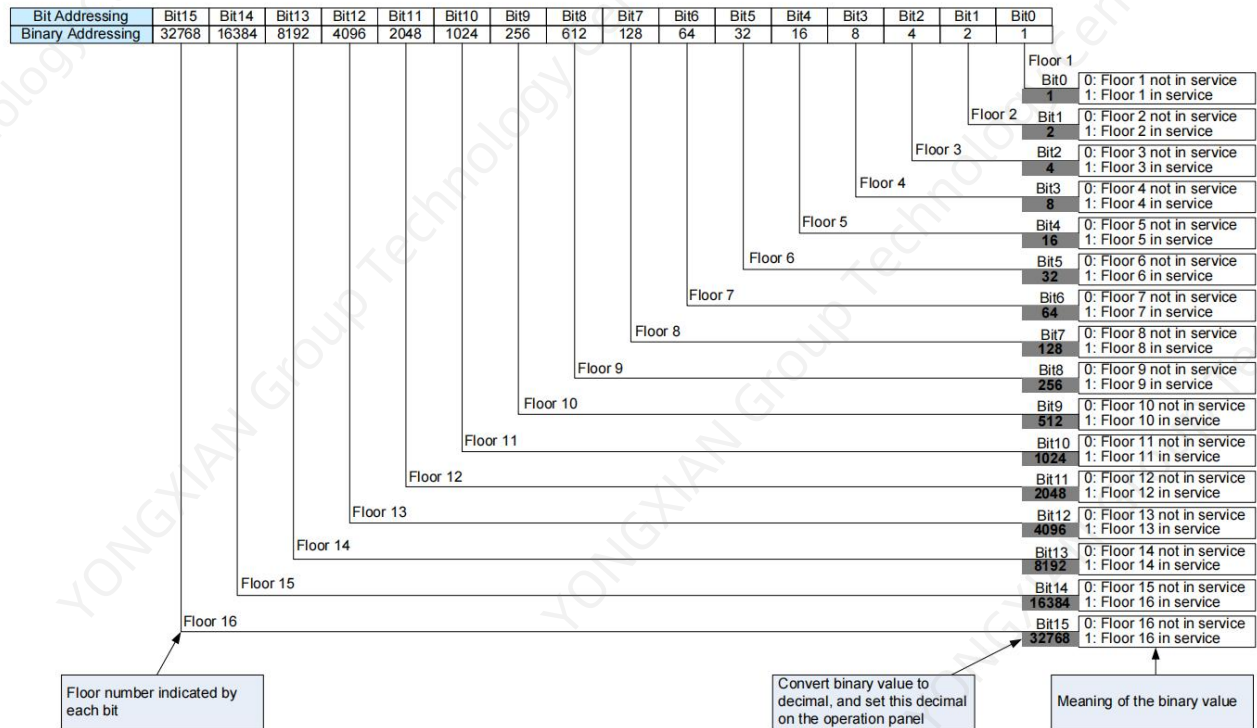 Bit Addressing Bit15 Bit14 Bit13 Bit12 Bit11 Bit10 Bit9 Bit8 Bit7 Bit6 Bit5 Bit4 Bit3 Bit2 Bit1 Bit0
Binary Addressing 32768 16384 8192 4096 2048 1024 256 612 128 64 32 16 8 4 2 1
Floor 1
Bit0 0: Floor 1 not in service
1 1: Floor 1 in service
Floor 2 Bit1 0: Floor 2 not in service
2 1: Floor 2 in service
Floor 3 Bit2 0: Floor 3 not in service
4 1: Floor 3 in service
Floor 4 Bit3 0: Floor 4 not in service
8 1: Floor 4 in service
Floor 5 Bit4 0: Floor 5 not in service
16 1: Floor 5 in service
Floor 6 Bit5 0: Floor 6 not in service
32 1: Floor 6 in service
Floor 7 Bit6 0: Floor 7 not in service
64 1: Floor 7 in service
Floor 8 Bit7 0: Floor 8 not in service
128 1: Floor 8 in service
Floor 9 Bit8 0: Floor 9 not in service
256 1: Floor 9 in service
Floor 10 Bit9 0: Floor 10 not in service
512 1: Floor 10 in service
Floor 11 Bit10 0: Floor 11 not in service
1024 1: Floor 11 in service
Floor 12 Bit11 0: Floor 12 not in service
2048 1: Floor 12 in service
Floor 13 Bit12 0: Floor 13 not in service
4096 1: Floor 13 in service
Floor 14 Bit13 0: Floor 14 not in service
8192 1: Floor 14 in service
Floor 15 Bit14 0: Floor 15 not in service
16384 1: Floor 16 in service
Floor 16 Bit15 0: Floor 16 not in service
32768 1: Floor 16 in service
Floor number indicated by
each bit
Convert binary value to
decimal, and set this decimal
on the operation panel
Meaning of the binary value
YONGXIAN Group Technology Cen
YONGXIAN Group Technology Cen